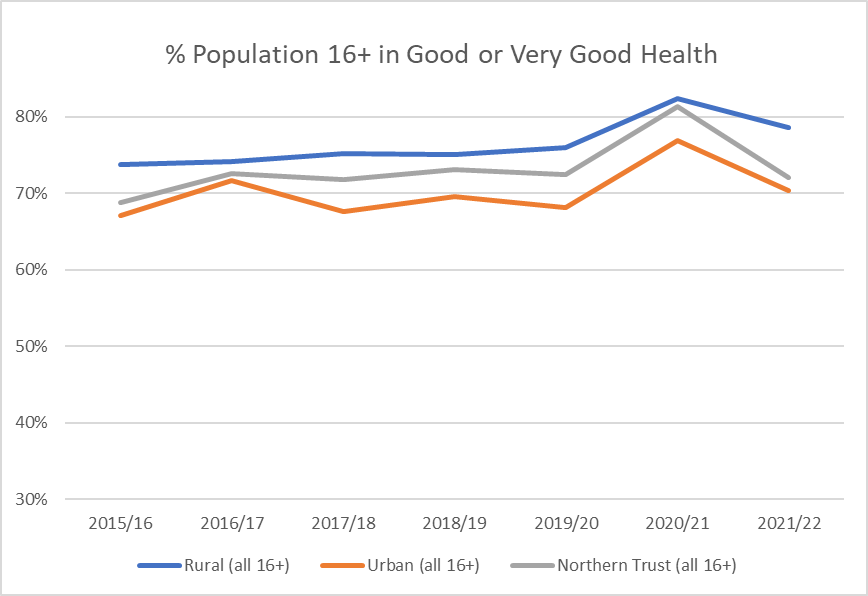 % Population 16+ in Good or Very Good Health
80%
70%
60%
50%
40%
30%
2015/16 2016/17 2017/18 2018/19 2019/20 2020/21 2021/22
Rural (all 16+) Urban (all 16+) Northern Trust (all 16+)